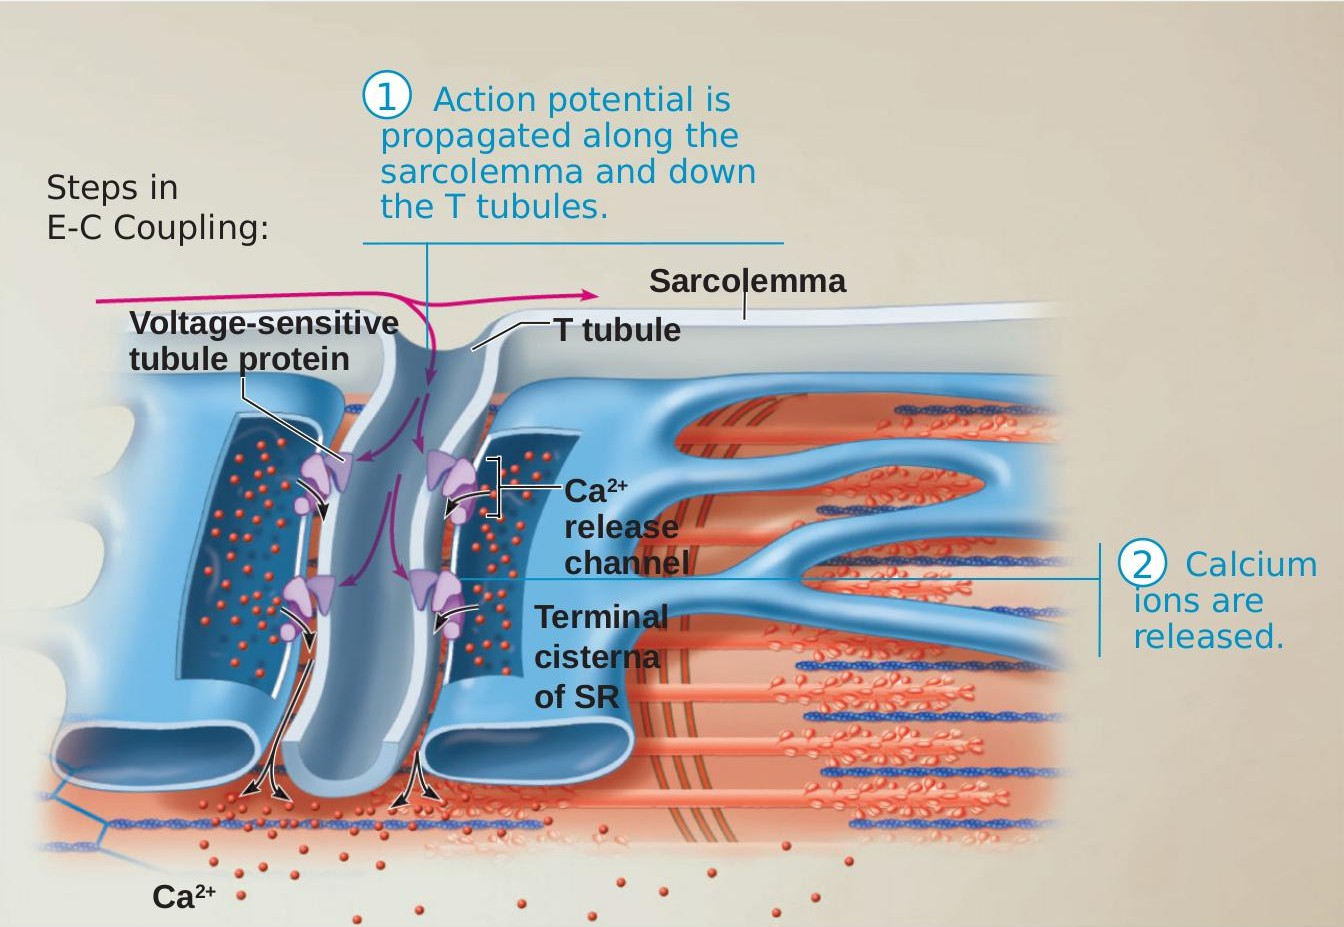 1 Action potential is
propagated along the
sarcolemma and down
the T tubules.
Steps in
E-C Coupling:
Sarcolemma
Voltage-sensitive
tubule protein
T tubule
Ca²⁺
release
channel
2 Calcium
ions are
released.
Terminal
cisterna
of SR
Ca²⁺